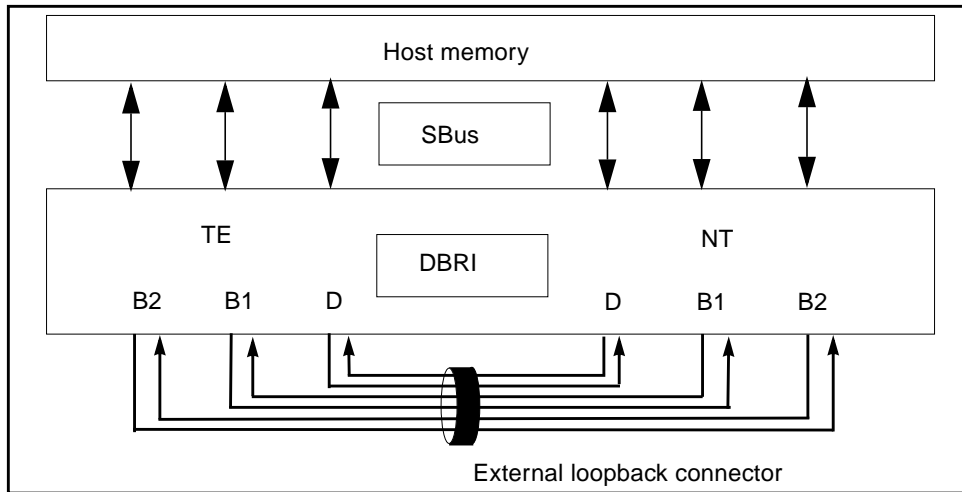 Host memory
SBus
TE
NT
DBRI
B2 B1 D D B1 B2
External loopback connector